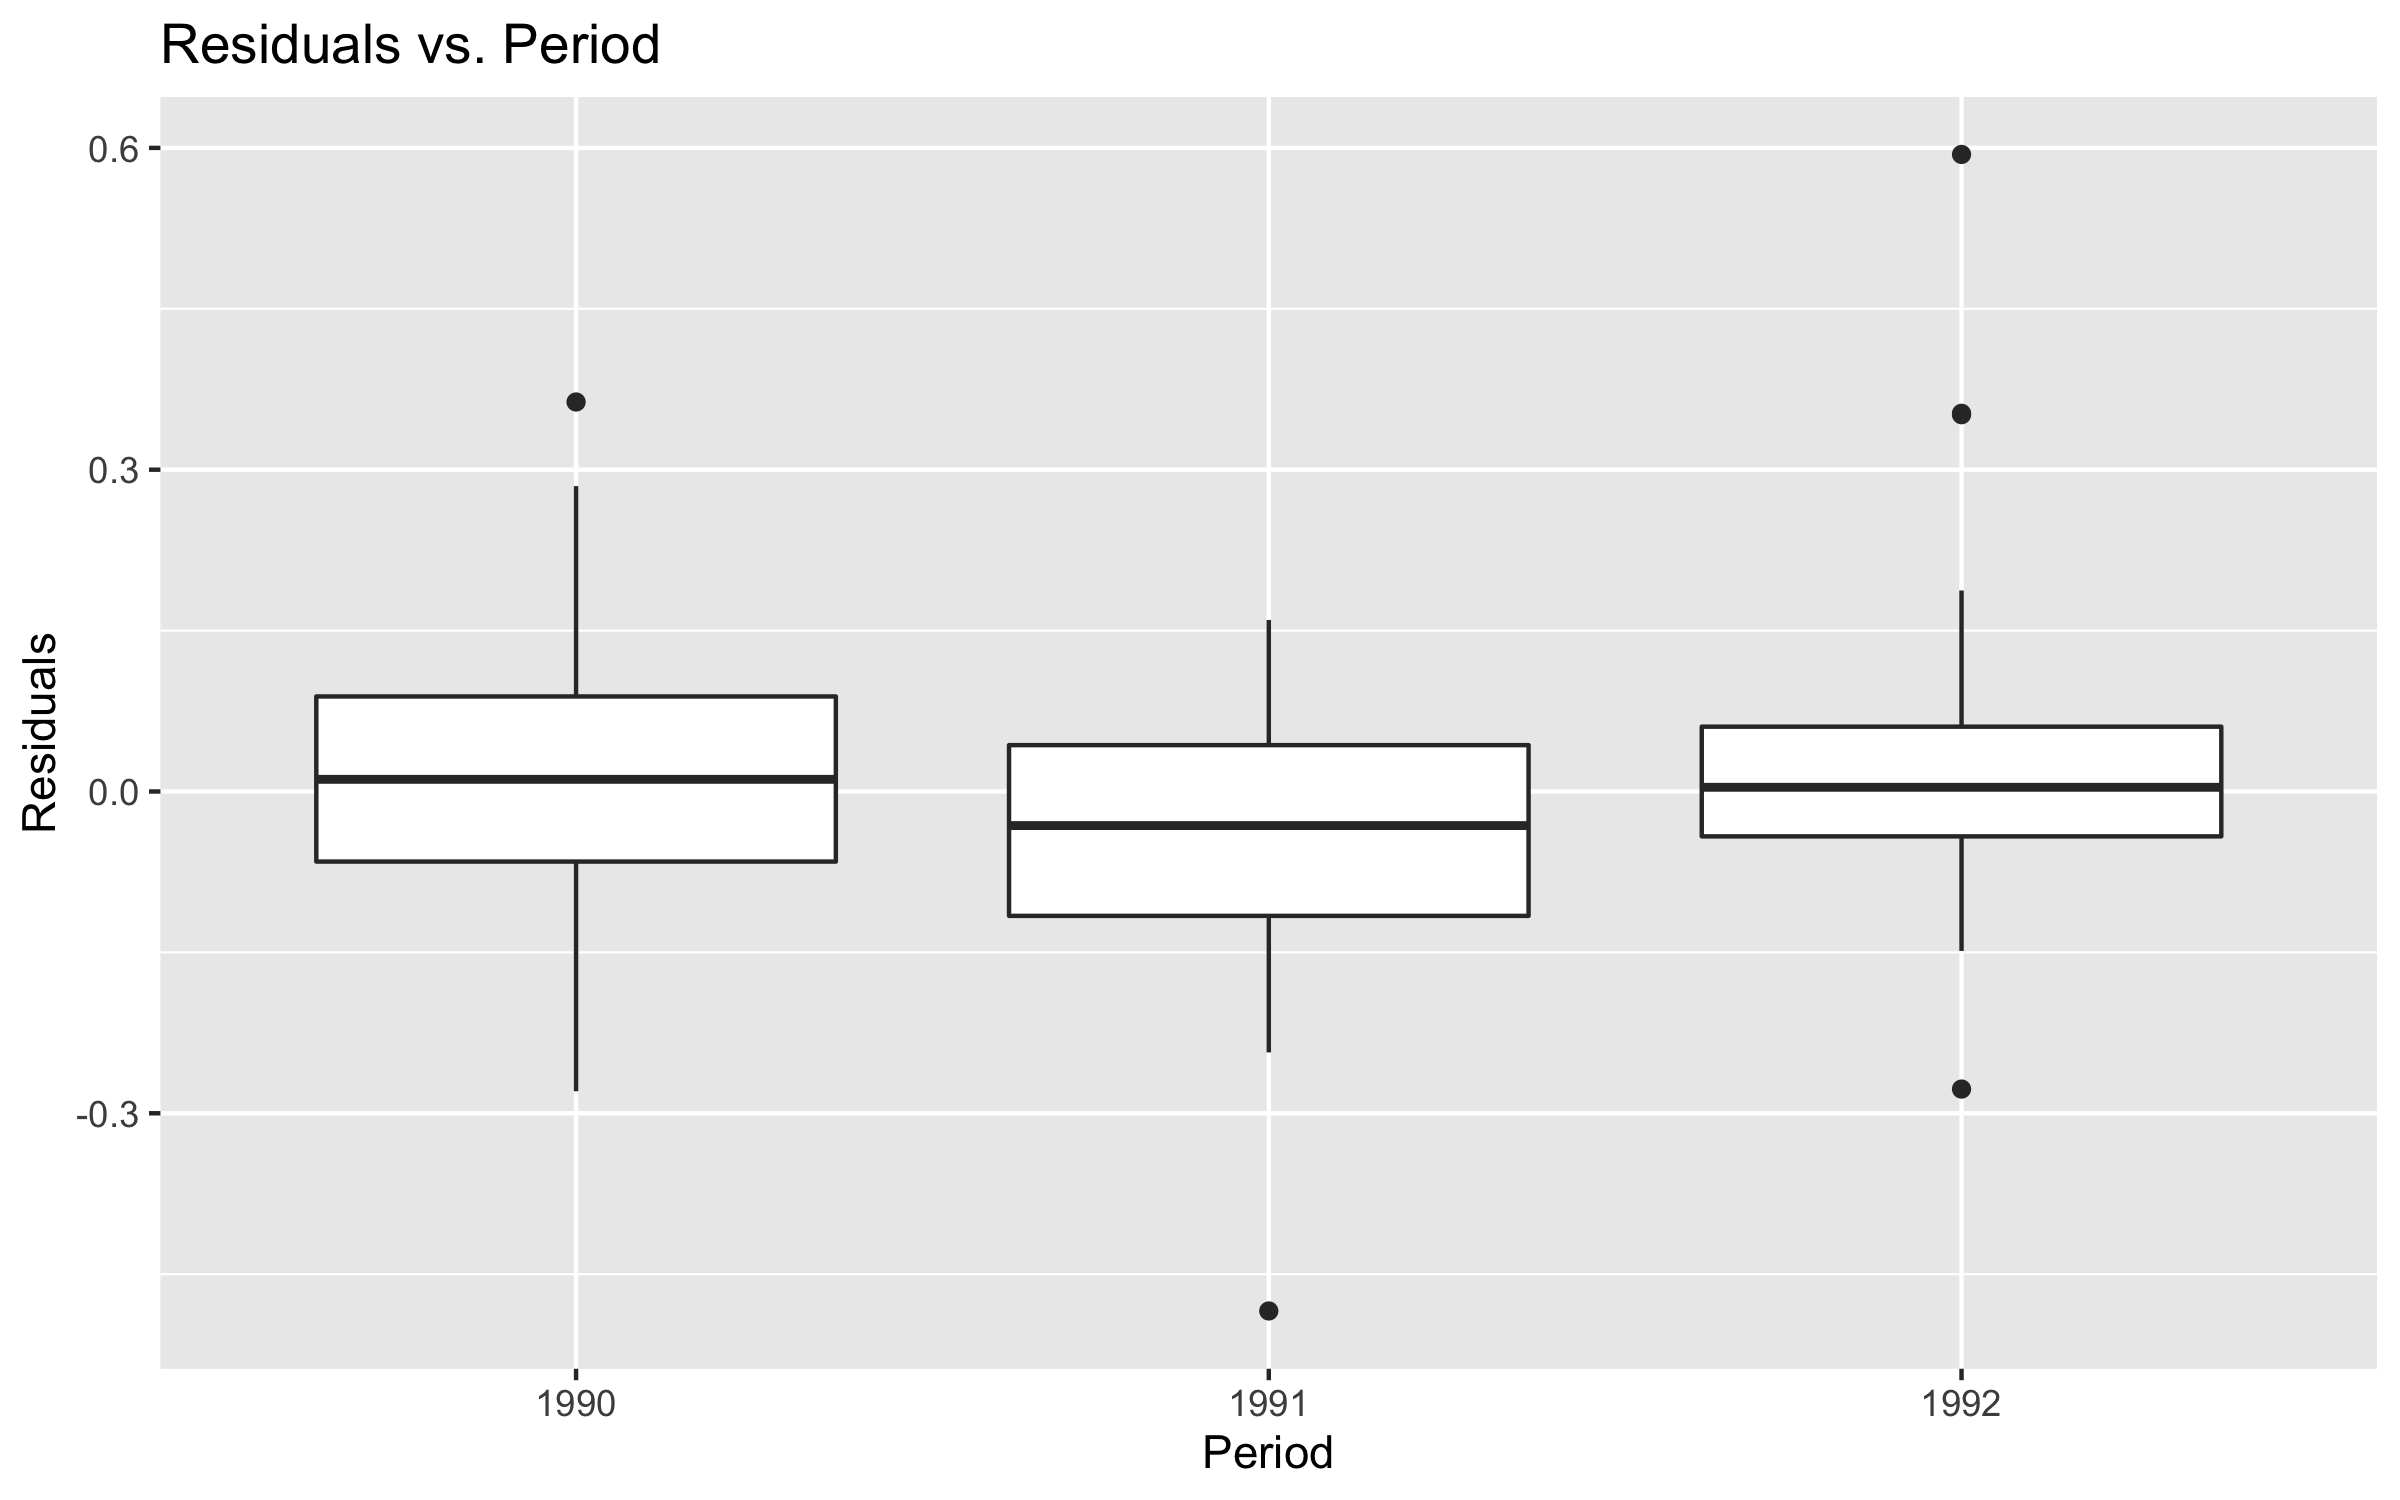 Residuals vs. Period
0.6
0.3
0.0
-0.3
Residuals
1990
1991
1992
Period